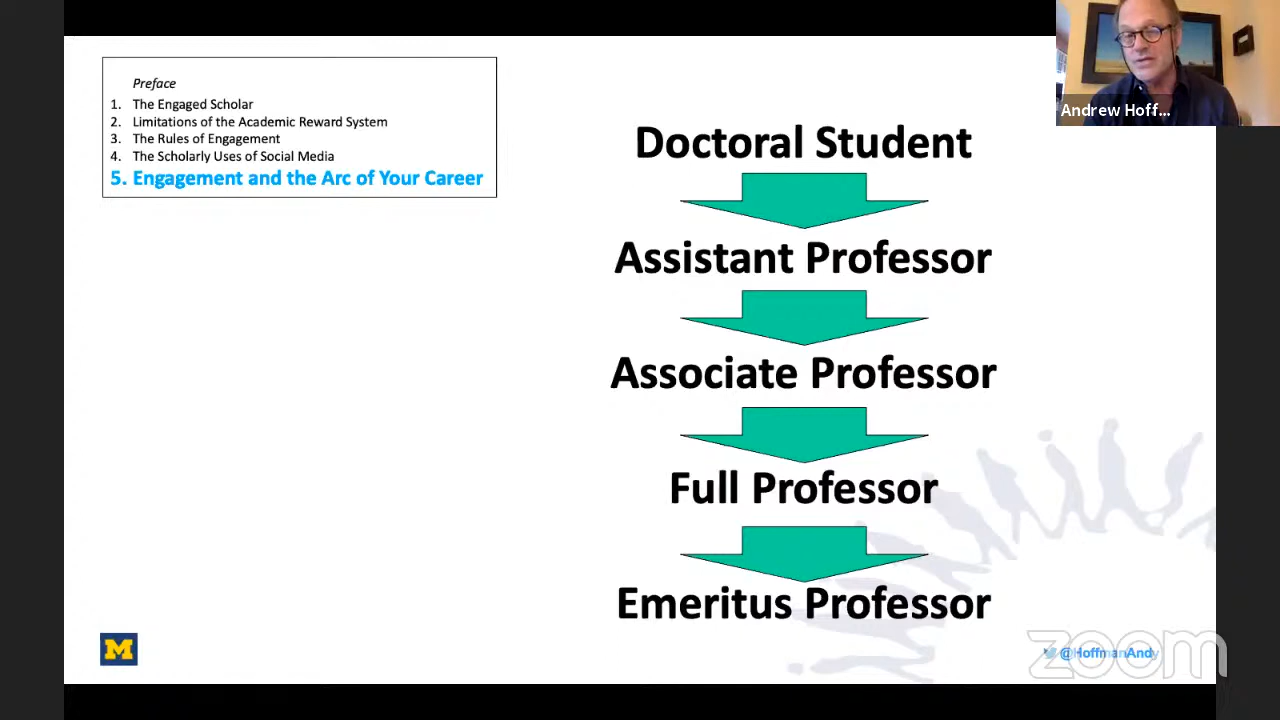 Preface
1. The Engaged Scholar
2. Limitations of the Academic Reward System
3. The Rules of Engagement
4. The Scholarly Uses of Social Media
5. Engagement and the Arc of Your Career
Andrew Hoff...
Doctoral Student
Assistant Professor
Associate Professor
Full Professor
Emeritus Professor
M
@HoffmanAndy
zoom